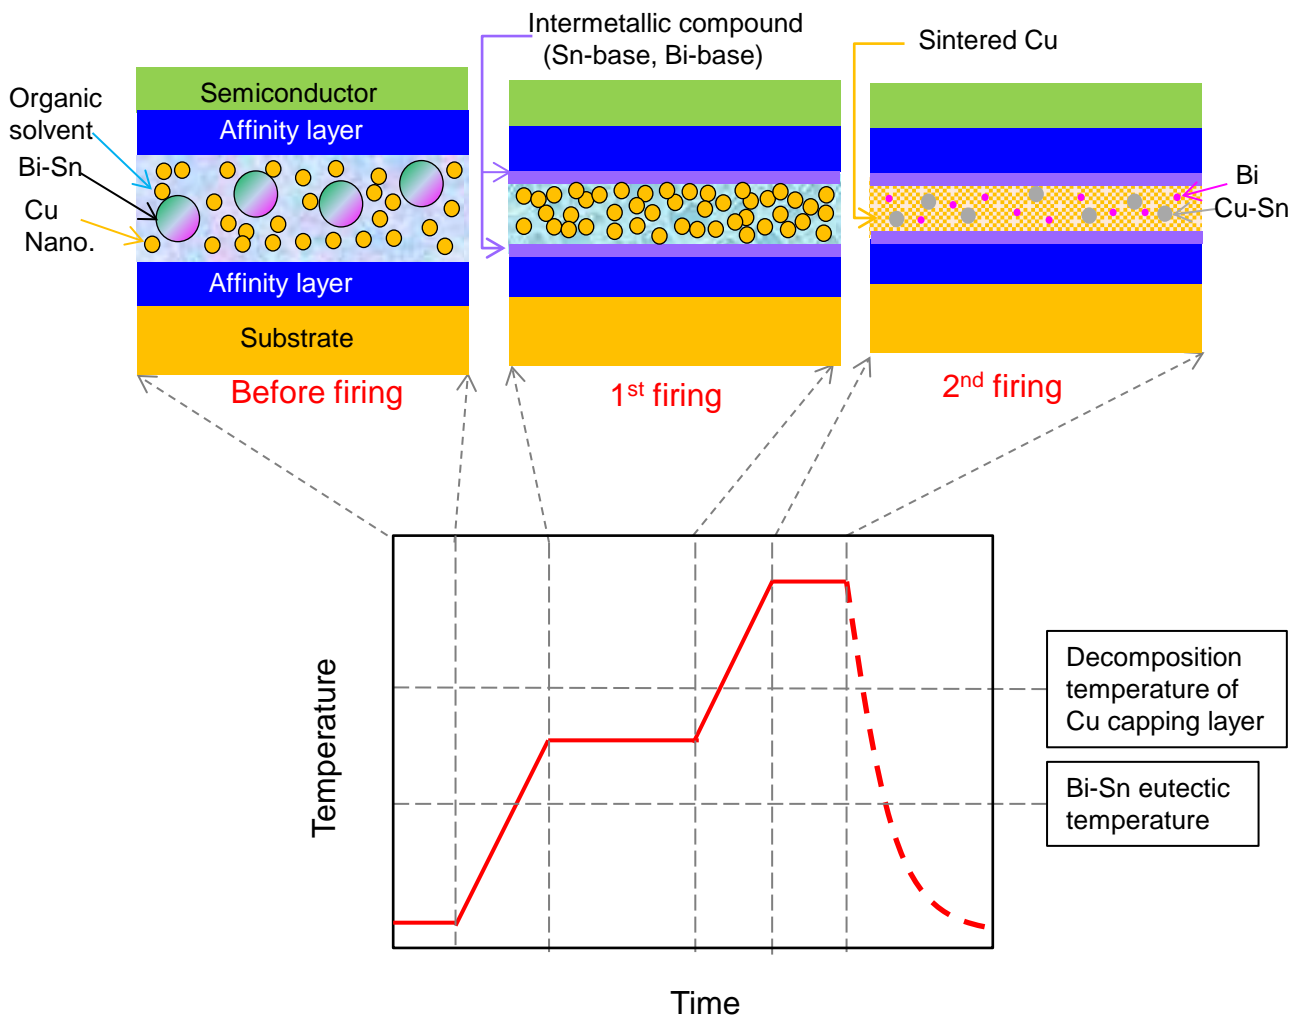 Intermetallic compound
(Sn-base, Bi-base)
Sintered Cu
Organic
solvent
Bi-Sn
Cu
Nano.
Semiconductor
Affinity layer
Affinity layer
Substrate
Bi
Cu-Sn
Before firing
1st firing
2nd firing
Temperature
Decomposition
temperature of
Cu capping layer
Bi-Sn eutectic
temperature
Time